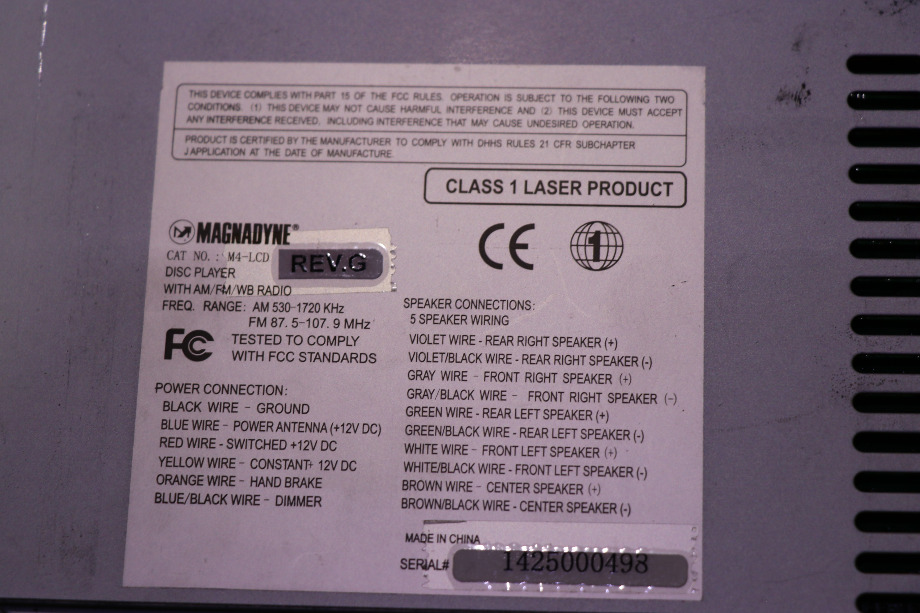 THIS DEVICE COMPLIES WITH PART 15 OF THE FCC RULES. OPERATION IS SUBJECT TO THE FOLLOWING TWO
CONDITIONS. (1) THIS DEVICE MAY NOT CAUSE HARMFUL INTERFERENCE AND (2) THIS DEVICE MUST ACCEPT
ANY INTERFERENCE RECEIVED, INCLUDING INTERFERENCE THAT MAY CAUSE UNDESIRED OPERATION.
PRODUCT IS CERTIFIED BY THE MANUFACTURER TO COMPLY WITH DHHS RULES 21 CFR SUBCHAPTER
J APPLICATION AT THE DATE OF MANUFACTURE.
CLASS 1 LASER PRODUCT
MAGNADYNE®
CE
1
CAT NO.: M4-LCD REV.G
DISC PLAYER
WITH AM/FM/WB RADIO
FREQ. RANGE: AM 530-1720 KHz
FM 87.5-107.9 MHz
FC
TESTED TO COMPLY
WITH FCC STANDARDS
POWER CONNECTION:
BLACK WIRE - GROUND
BLUE WIRE - POWER ANTENNA (+12V DC)
RED WIRE - SWITCHED +12V DC
YELLOW WIRE - CONSTANT+ 12V DC
ORANGE WIRE - HAND BRAKE
BLUE/BLACK WIRE - DIMMER
SPEAKER CONNECTIONS:
5 SPEAKER WIRING
VIOLET WIRE - REAR RIGHT SPEAKER (+)
VIOLET/BLACK WIRE - REAR RIGHT SPEAKER (-)
GRAY WIRE - FRONT RIGHT SPEAKER (+)
GRAY/BLACK WIRE - FRONT RIGHT SPEAKER (-)
GREEN WIRE - REAR LEFT SPEAKER (+)
GREEN/BLACK WIRE - REAR LEFT SPEAKER (-)
WHITE WIRE - FRONT LEFT SPEAKER (+)
WHITE/BLACK WIRE - FRONT LEFT SPEAKER (-)
BROWN WIRE - CENTER SPEAKER (+)
BROWN/BLACK WIRE - CENTER SPEAKER (-)
MADE IN CHINA
SERIAL# 1425000498